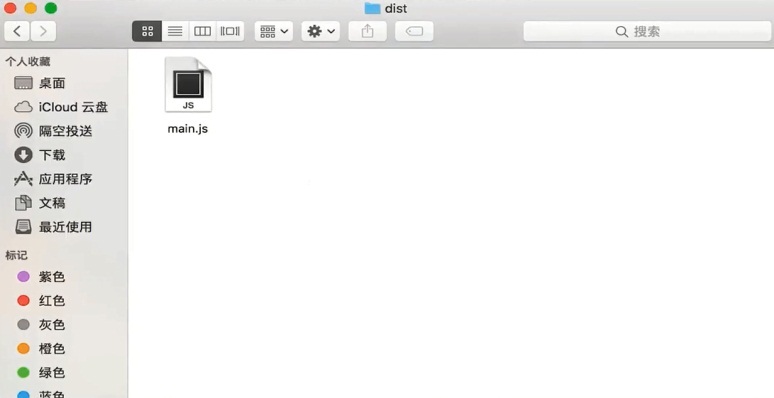 dist
搜索
个人收藏
桌面
iCloud 云盘
隔空投送
下载
应用程序
文稿
最近使用
标记
紫色
红色
灰色
橙色
绿色
蓝色
JS
main.js